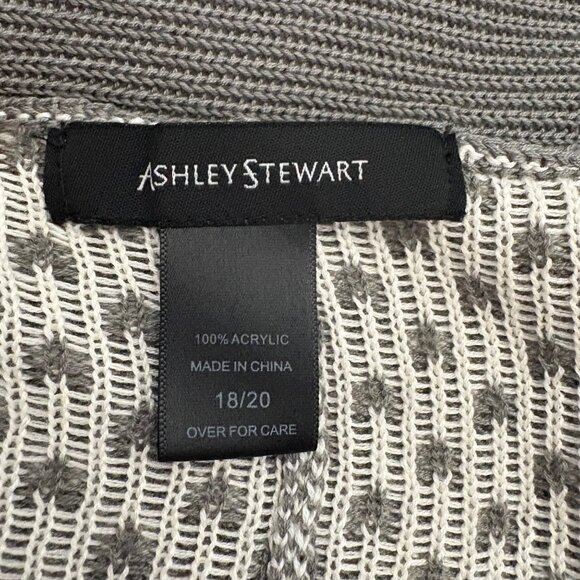 ASHLEY STEWART
100% ACRYLIC
MADE IN CHINA
18/20
OVER FOR CARE